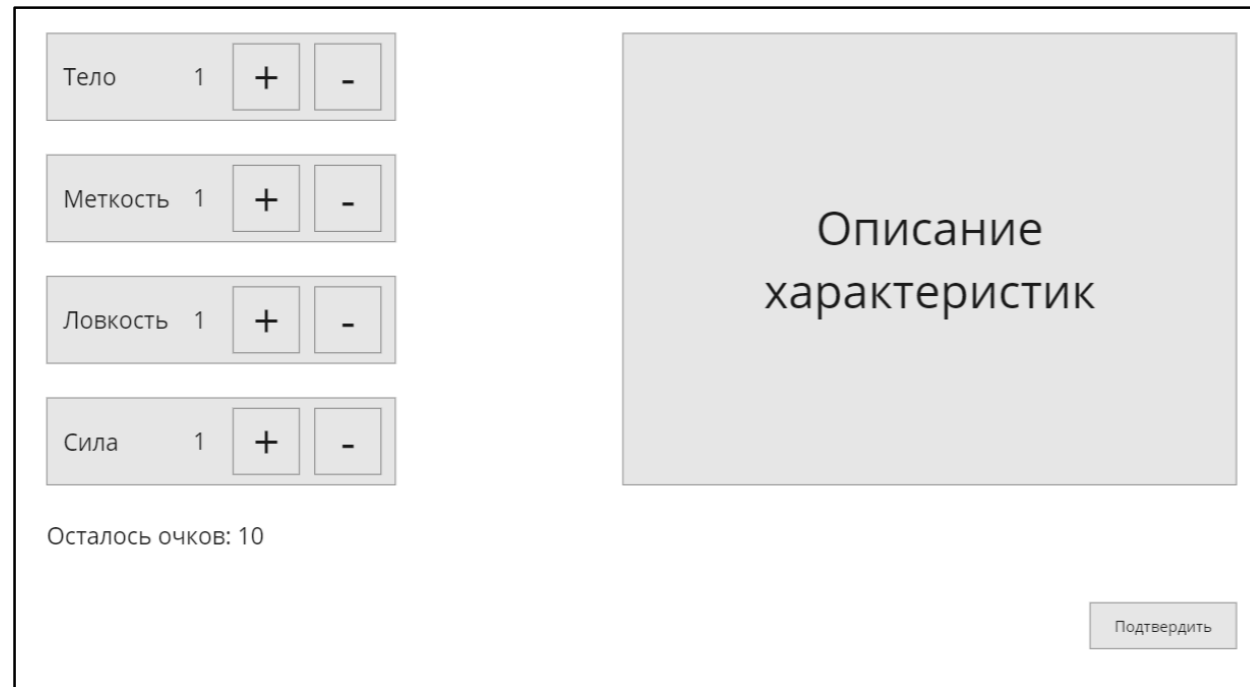 Тело 1 + -
Меткость 1 + -
Ловкость 1 + -
Сила 1 + -
Осталось очков: 10
Описание
характеристик
Подтвердить